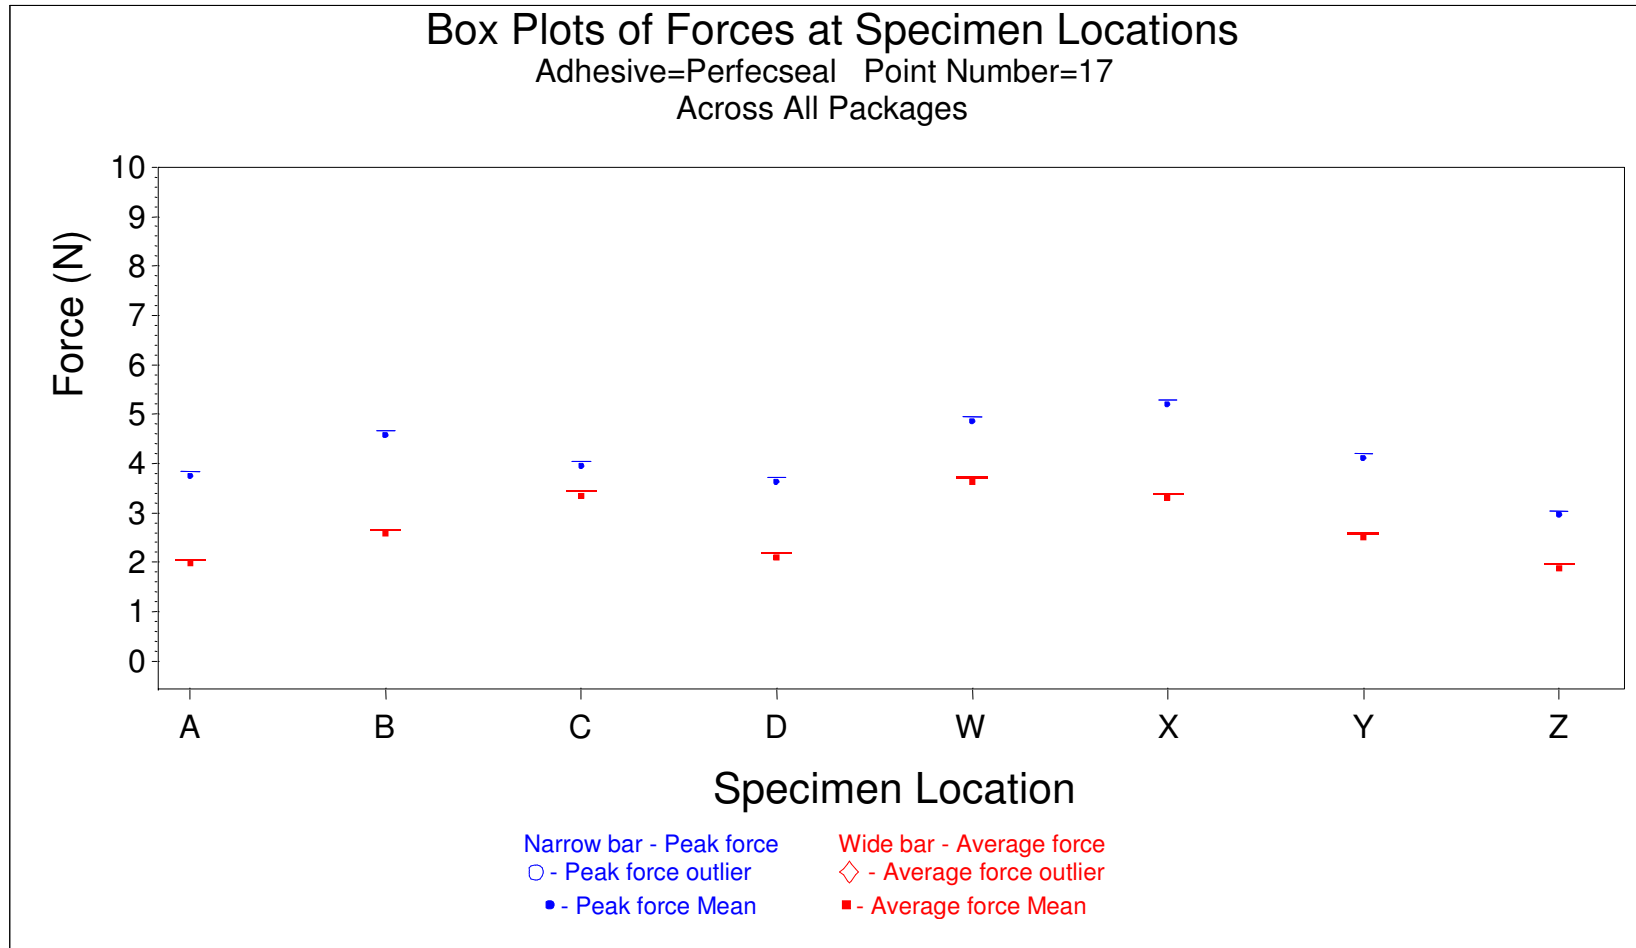 Box Plots of Forces at Specimen Locations
Adhesive=Perfecseal   Point Number=17
Across All Packages
Force (N)
10
9
8
7
6
5
4
3
2
1
0
A B C D W X Y Z
Specimen Location
Narrow bar - Peak force   Wide bar - Average force
- Peak force outlier   - Average force outlier
- Peak force Mean   - Average force Mean